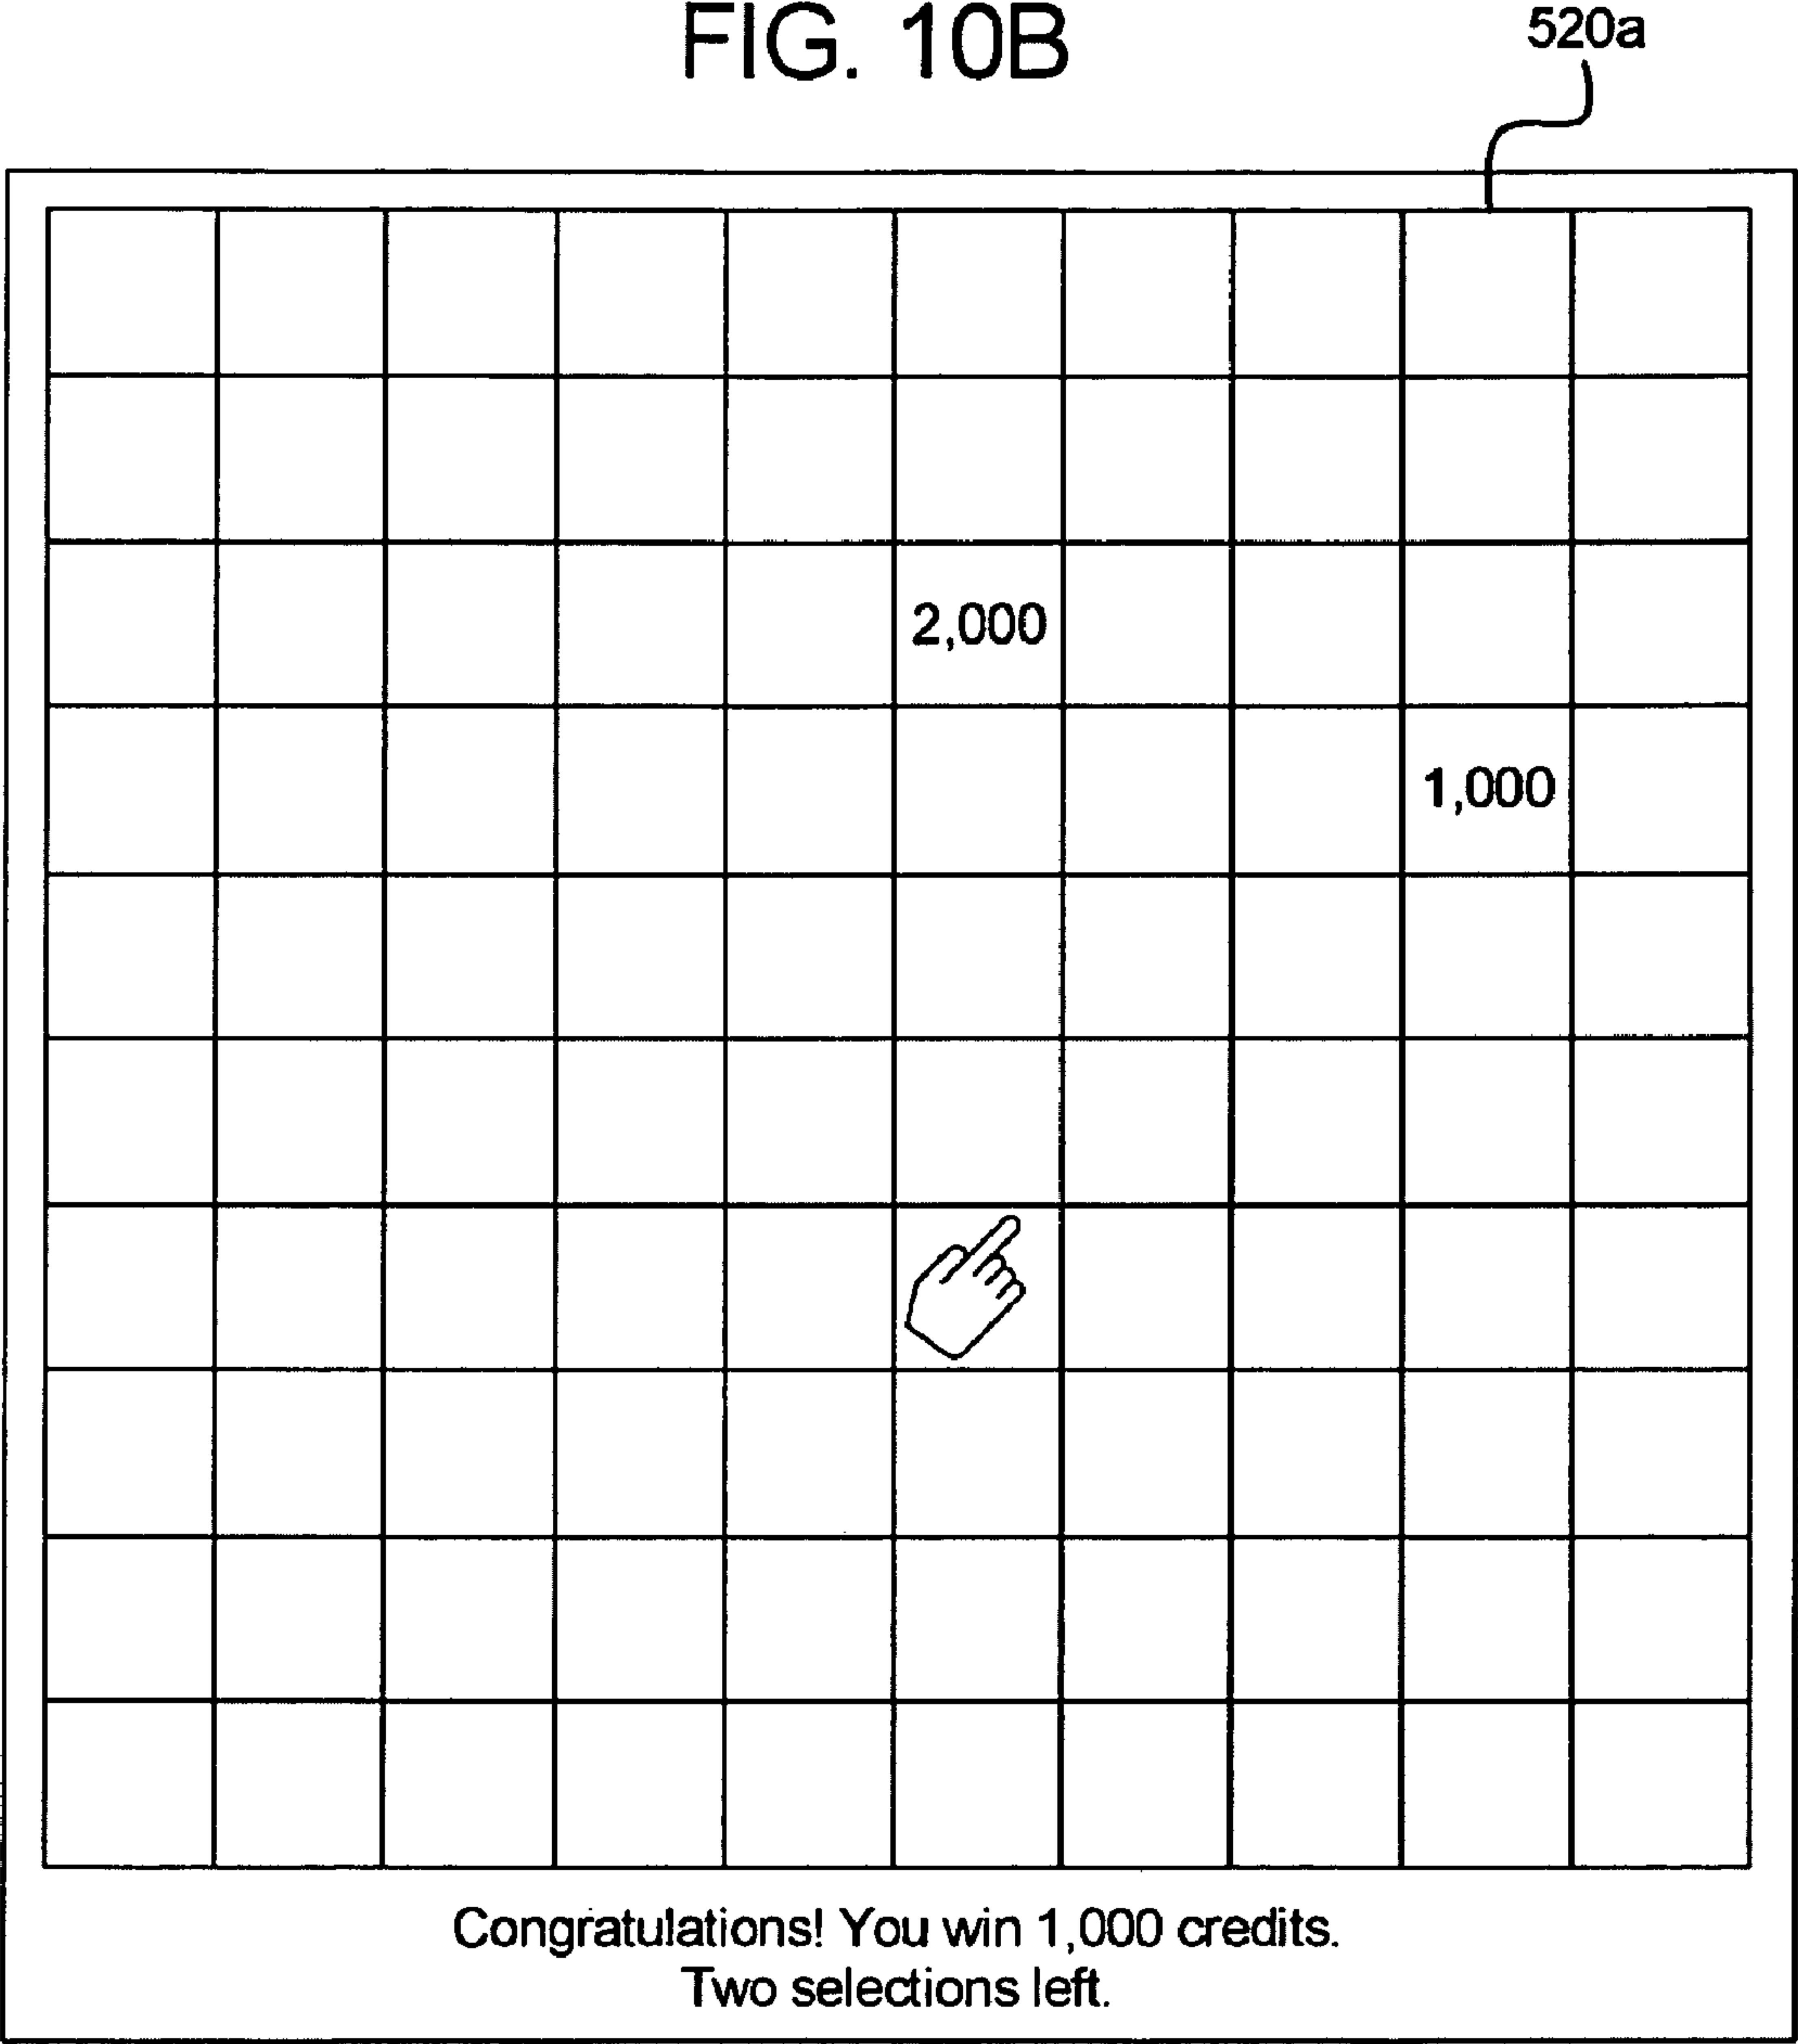 FIG. 10B
520a
2,000
1,000
Congratulations! You win 1,000 credits.
Two selections left.